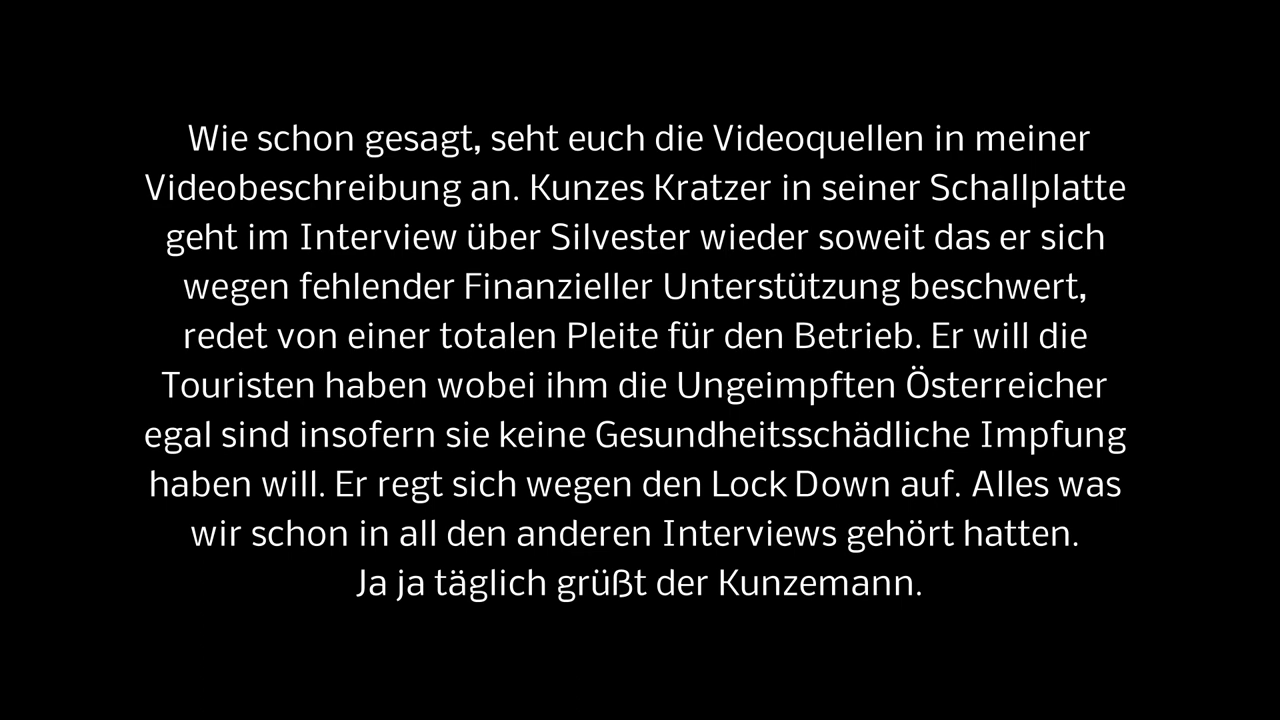 Wie schon gesagt, seht euch die Videoquellen in meiner
Videobeschreibung an. Kunzes Kratzer in seiner Schallplatte
geht im Interview über Silvester wieder soweit das er sich
wegen fehlender Finanzieller Unterstützung beschwert,
redet von einer totalen Pleite für den Betrieb. Er will die
Touristen haben wobei ihm die Ungeimpften Österreicher
egal sind insofern sie keine Gesundheitsschädliche Impfung
haben will. Er regt sich wegen den Lock Down auf. Alles was
wir schon in all den anderen Interviews gehört hatten.
Ja ja täglich grüßt der Kunzemann.